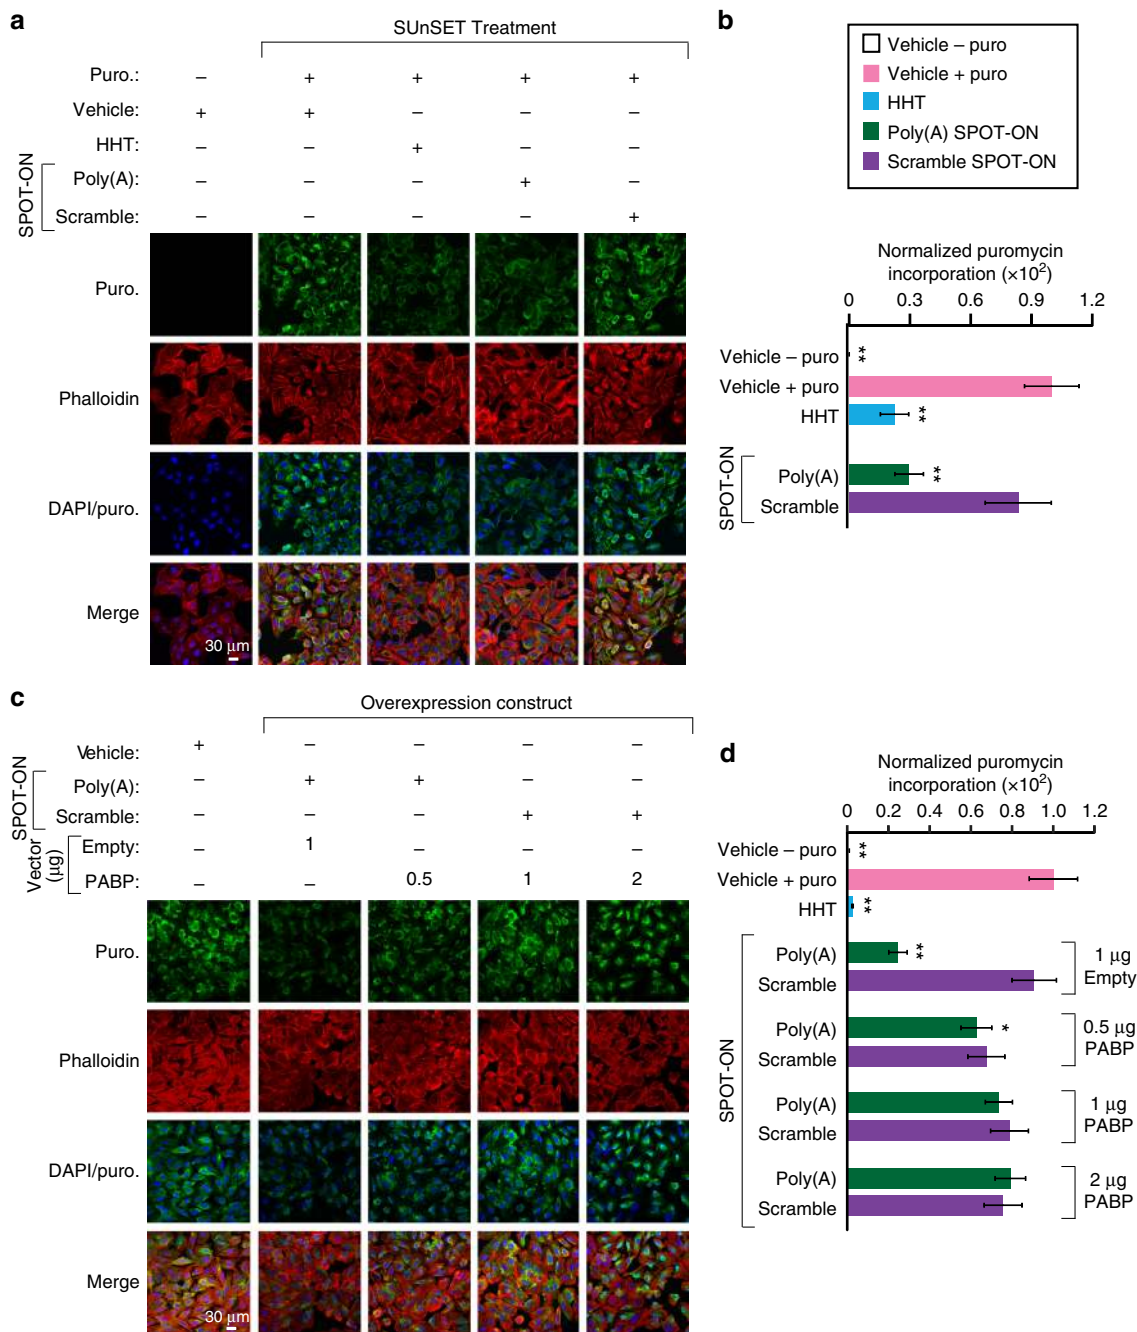 a
SUnSET Treatment
Puro.: – + + + +
Vehicle: + + – – –
HHT: – – + – –
SPOT-ON
Poly(A): – – – + –
Scramble: – – – – +
Puro.
Phalloidin
DAPI/puro.
Merge
30 µm
b
Vehicle – puro
Vehicle + puro
HHT
Poly(A) SPOT-ON
Scramble SPOT-ON
Normalized puromycin
incorporation (×10²)
0 0.3 0.6 0.9 1.2
Vehicle – puro **
Vehicle + puro
HHT **
SPOT-ON
Poly(A) **
Scramble
c
Overexpression construct
Vehicle: + – – – –
SPOT-ON
Poly(A): – + + – –
Scramble: – – – + +
Vector
(µg)
Empty: – 1 – – –
PABP: – – 0.5 1 2
Puro.
Phalloidin
DAPI/puro.
Merge
30 µm
d
Normalized puromycin
incorporation (×10²)
0 0.2 0.4 0.6 0.8 1.0 1.2
Vehicle – puro **
Vehicle + puro
HHT **
SPOT-ON
Poly(A) **
Scramble
1 µg
Empty
Poly(A) *
Scramble
0.5 µg
PABP
Poly(A)
Scramble
1 µg
PABP
Poly(A)
Scramble
2 µg
PABP